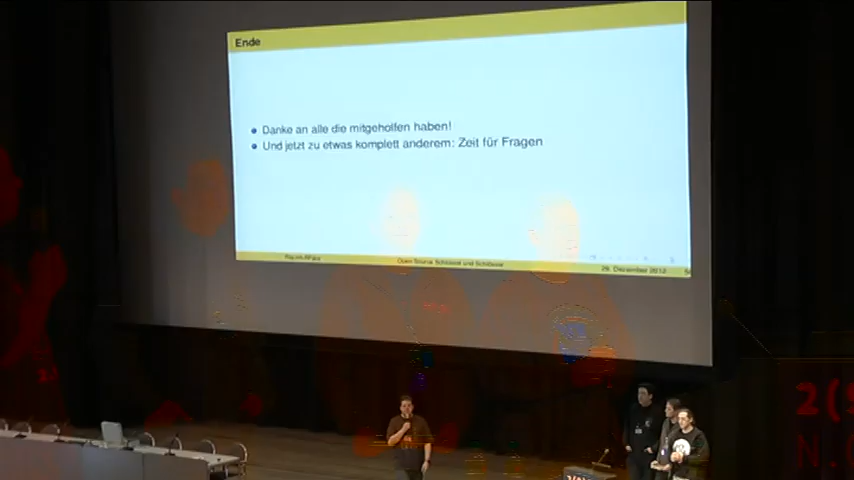 Ende
Danke an alle die mitgeholfen haben!
Und jetzt zu etwas komplett anderem: Zeit für Fragen
Open Source Schlüssel und Schlösser
29. Dezember 2012
2(
N.(